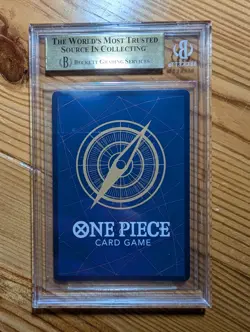 The World's Most Trusted
Source In Collecting
Beckett Grading Services
ONE PIECE
CARD GAME